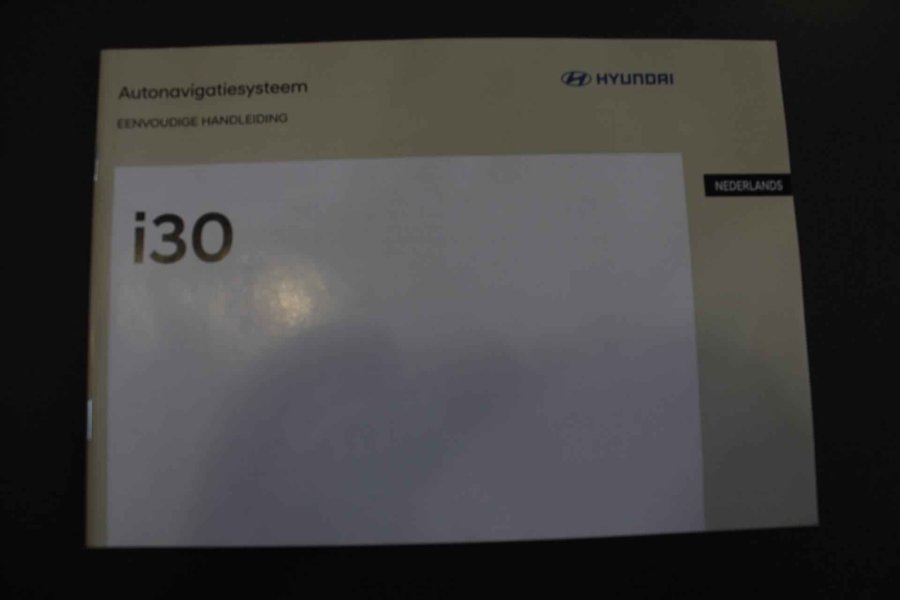 Autonavigatiesysteem
HYUNDAI
EENVOUDIGE HANDLEIDING
NEDERLANDS
i30